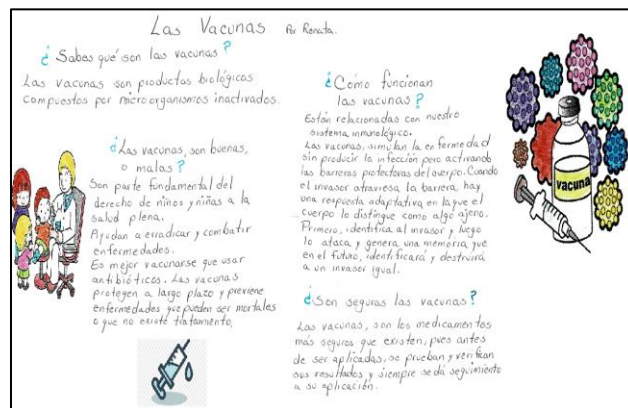 Las Vacunas Por Renata.
¿Sabes qué son las vacunas?
Las vacunas son productos biológicos
compuestos por microorganismos inactivados.
¿Las vacunas, son buenas,
o malas?
Son parte fundamental del
derecho de niños y niñas a la
salud plena.
Ayudan a erradicar y combatir
enfermedades.
Es mejor vacunarse que usar
antibióticos. Las vacunas
protegen a largo plazo y previene
enfermedades que pueden ser mortales
o que no existe tratamiento.
¿Cómo funcionan
las vacunas?
Están relacionadas con nuestro
sistema inmunológico.
Las vacunas, simulan la enfermedad
sin producir la infección pero activando
las barreras protectoras del cuerpo. Cuando
el invasor atraviesa la barrera, hay
una respuesta adaptativa en la que el
cuerpo lo distingue como algo ajeno.
Primero, identifica al invasor y luego
lo ataca y genera una memoria, que
en el futuro, identificará y destruirá
a un invasor igual.
¿Son seguras las vacunas?
Las vacunas, son los medicamentos
más seguros que existen, pues antes
de ser aplicadas, se prueban y verifican
sus resultados y siempre se dá seguimiento
a su aplicación.
vacuna